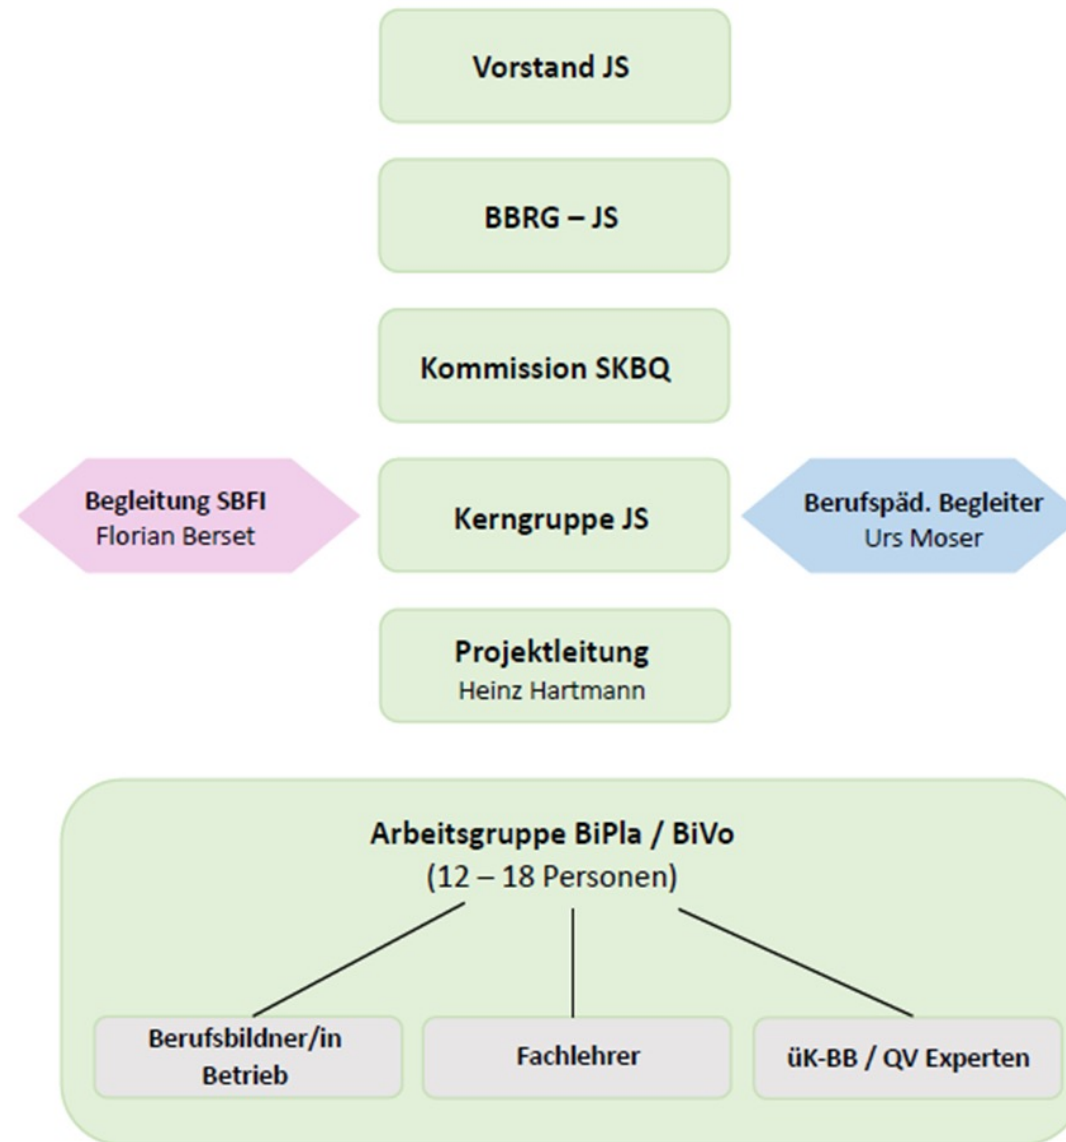 Vorstand JS
BBRG – JS
Kommission SKBQ
Begleitung SBFI
Florian Berset
Kerngruppe JS
Berufspäd. Begleiter
Urs Moser
Projektleitung
Heinz Hartmann
Arbeitsgruppe BiPla / BiVo
(12 – 18 Personen)
Berufsbildner/in
Betrieb
Fachlehrer
üK-BB / QV Experten